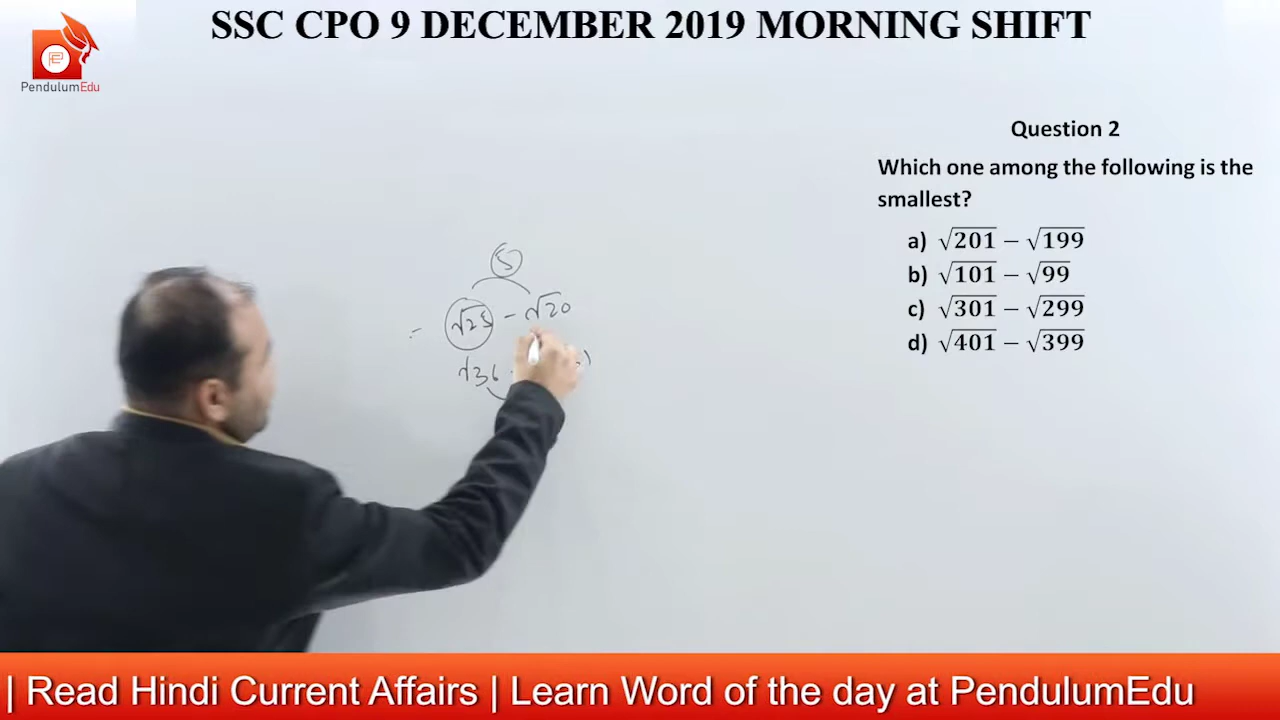 SSC CPO 9 DECEMBER 2019 MORNING SHIFT
PendulumEdu
Question 2
Which one among the following is the
smallest?
a) √201 − √199
b) √101 − √99
c) √301 − √299
d) √401 − √399
5
√25 - √20
√36
| Read Hindi Current Affairs | Learn Word of the day at PendulumEdu